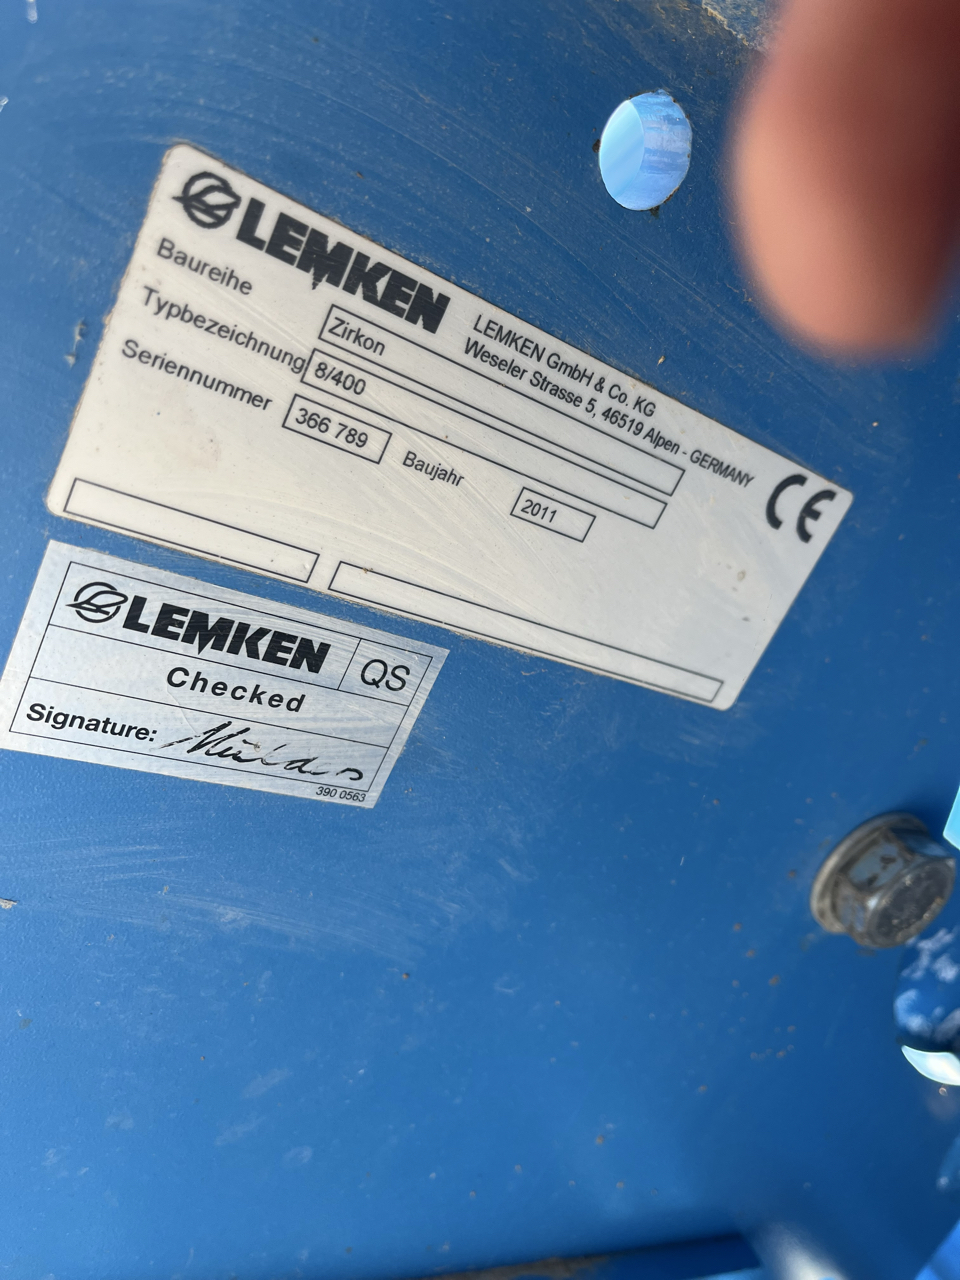 LEMKEN
LEMKEN GmbH & Co. KG
Weseler Strasse 5, 46519 Alpen - GERMANY
CE
Baureihe Zirkon
Typbezeichnung 8/400
Seriennummer 366 789 Baujahr 2011
LEMKEN QS
Checked
Signature:
390 0563